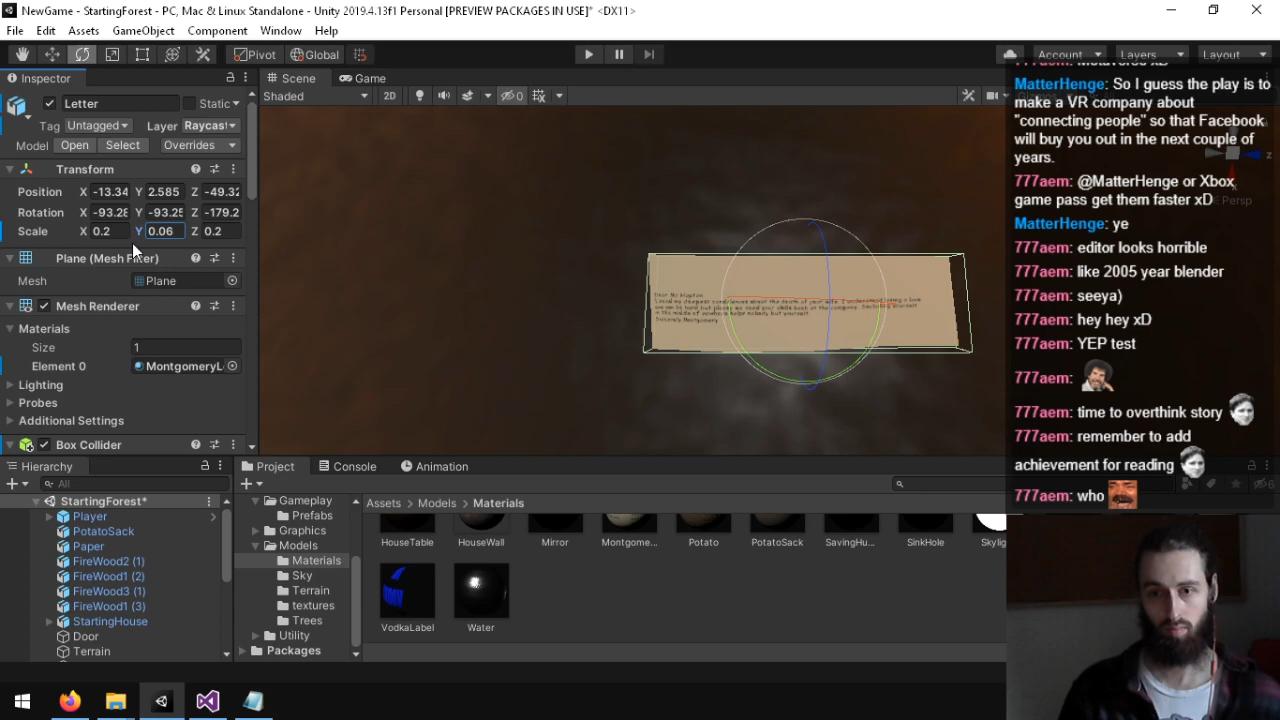 NewGame - StartingForest - PC, Mac & Linux Standalone - Unity 2019.4.13f1 Personal [PREVIEW PACKAGES IN USE]* <DX11>
File Edit Assets GameObject Component Window Help
Pivot Global Account Layers Layout
Inspector
Letter Static
Tag Untagged Layer Raycast
Model Open Select Overrides
Transform
Position X -13.34 Y 2.585 Z -49.32
Rotation X -93.28 Y -93.25 Z -179.2
Scale X 0.2 Y 0.06 Z 0.2
Plane (Mesh Filter)
Mesh Plane
Mesh Renderer
Materials
Size 1
Element 0 MontgomeryL
Lighting
Probes
Additional Settings
Box Collider
Scene Game
Shaded 2D 0
Persp
Z
Sincerely Montgomery
MatterHenge: So I guess the play is to
make a VR company about
"connecting people" so that Facebook
will buy you out in the next couple of
years.
777aem: @MatterHenge or Xbox
game pass get them faster xD
MatterHenge: ye
777aem: editor looks horrible
777aem: like 2005 year blender
777aem: seeya)
777aem: hey hey xD
777aem: YEP test
777aem:
777aem: time to overthink story
777aem: remember to add
achievement for reading
777aem: who
Hierarchy
All
StartingForest*
Player
PotatoSack
Paper
FireWood2 (1)
FireWood1 (2)
FireWood3 (1)
FireWood1 (3)
StartingHouse
Door
Terrain
Project Console Animation
Gameplay
Prefabs
Graphics
Models
Materials
Sky
Terrain
textures
Trees
Utility
Packages
Assets > Models > Materials
HouseTable HouseWall Mirror Montgome... Potato PotatoSack SavingHu... SinkHole Skylig
VodkaLabel Water
6